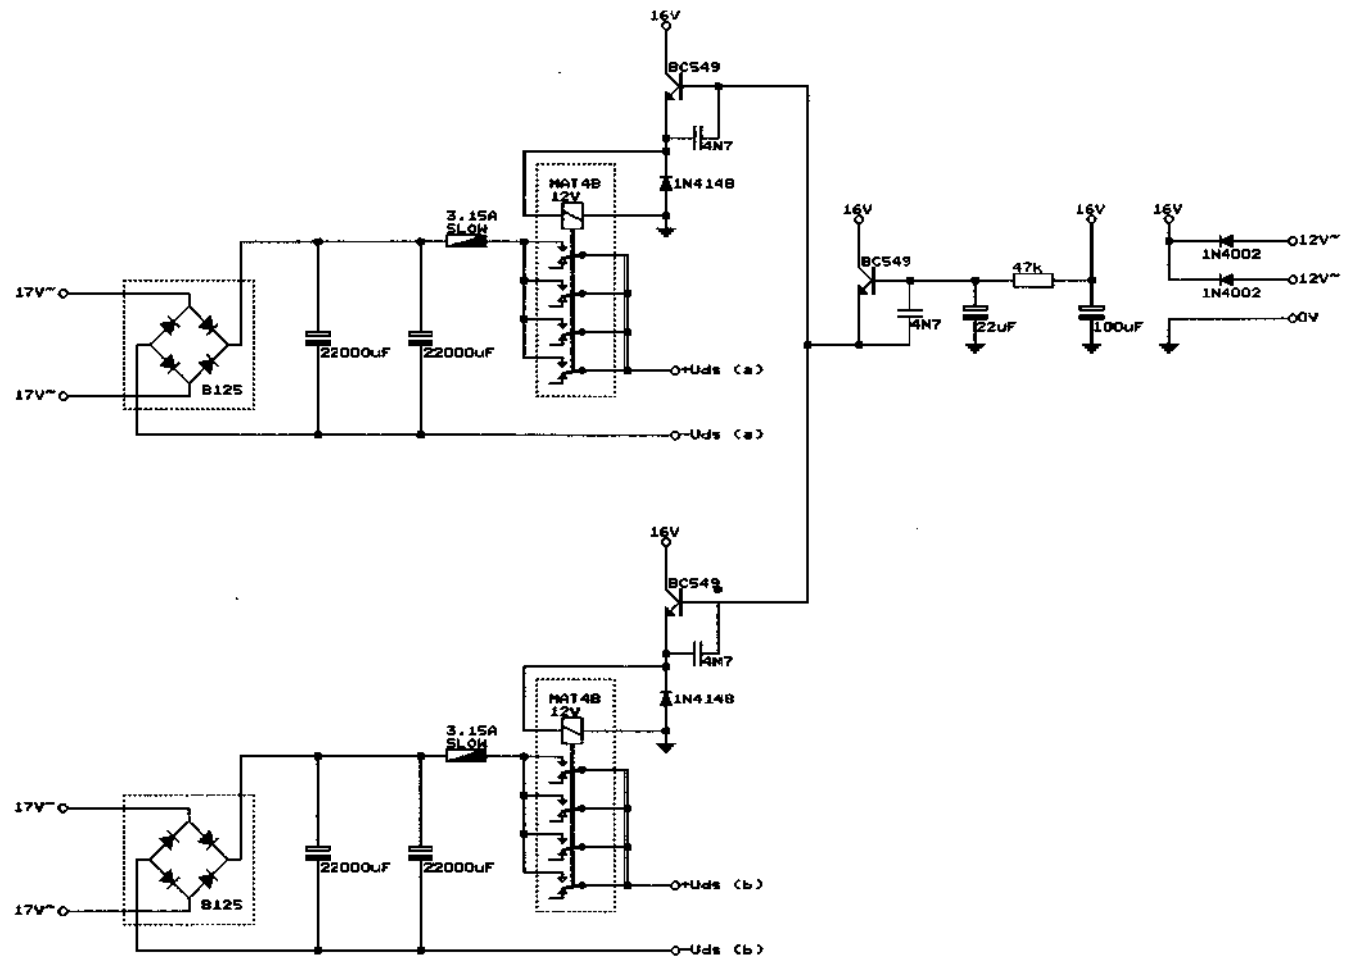 16V
BC549
4N7
MAT4B
12V
1N4148
3.15A
SLOW
16V
16V
16V
12V~
1N4002
BC549
47k
12V~
1N4002
17V~
4N7
22uF
100uF
0V
22000uF
22000uF
+Uds (a)
B125
17V~
-Uds (a)
16V
BC549
4N7
MAT4B
12V
1N4148
3.15A
SLOW
17V~
22000uF
22000uF
+Uds (b)
B125
17V~
-Uds (b)